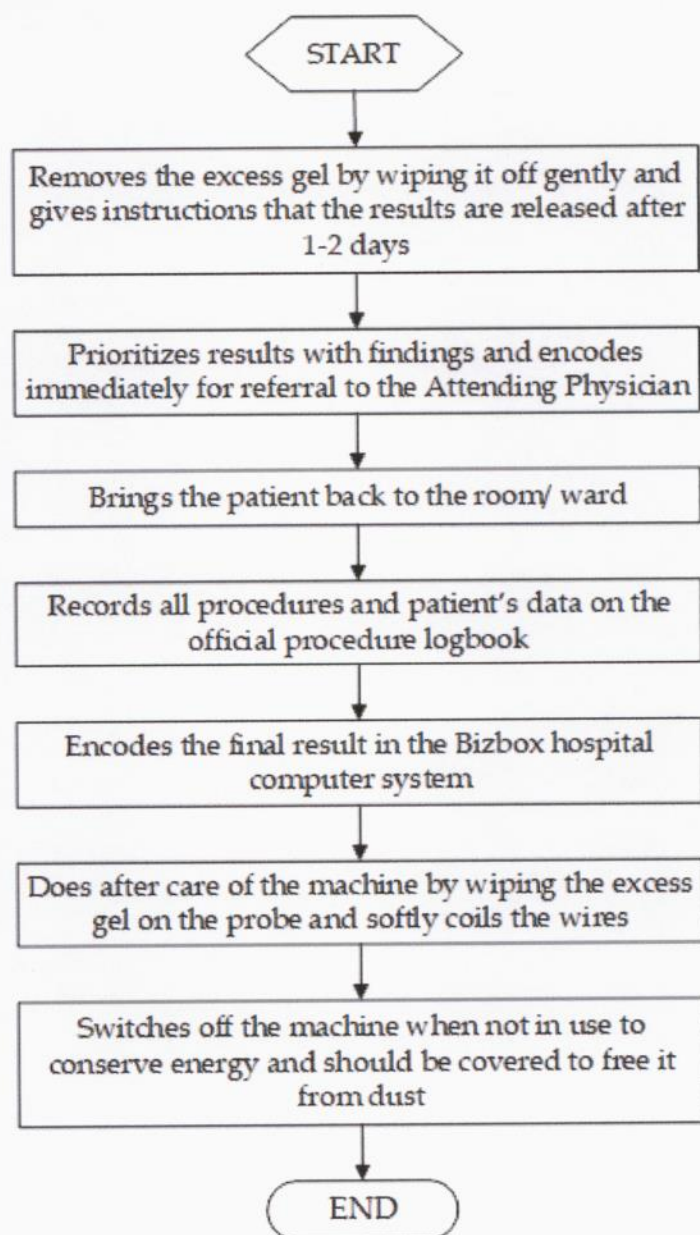 START
Removes the excess gel by wiping it off gently and
gives instructions that the results are released after
1-2 days
Prioritizes results with findings and encodes
immediately for referral to the Attending Physician
Brings the patient back to the room/ ward
Records all procedures and patient's data on the
official procedure logbook
Encodes the final result in the Bizbox hospital
computer system
Does after care of the machine by wiping the excess
gel on the probe and softly coils the wires
Switches off the machine when not in use to
conserve energy and should be covered to free it
from dust
END